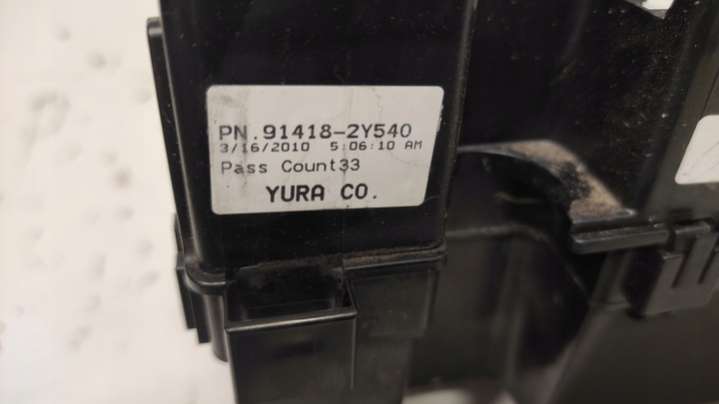 PN.91418-2Y540
3/16/2010 5:06:10 AM
Pass Count33
YURA CO.